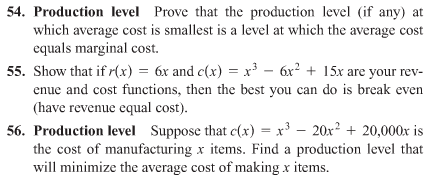 54. Production level Prove that the production level (if any) at
which average cost is smallest is a level at which the average cost
equals marginal cost.
55. Show that if r(x) = 6x and c(x) = x³ − 6x² + 15x are your rev-
enue and cost functions, then the best you can do is break even
(have revenue equal cost).
56. Production level Suppose that c(x) = x³ − 20x² + 20,000x is
the cost of manufacturing x items. Find a production level that
will minimize the average cost of making x items.